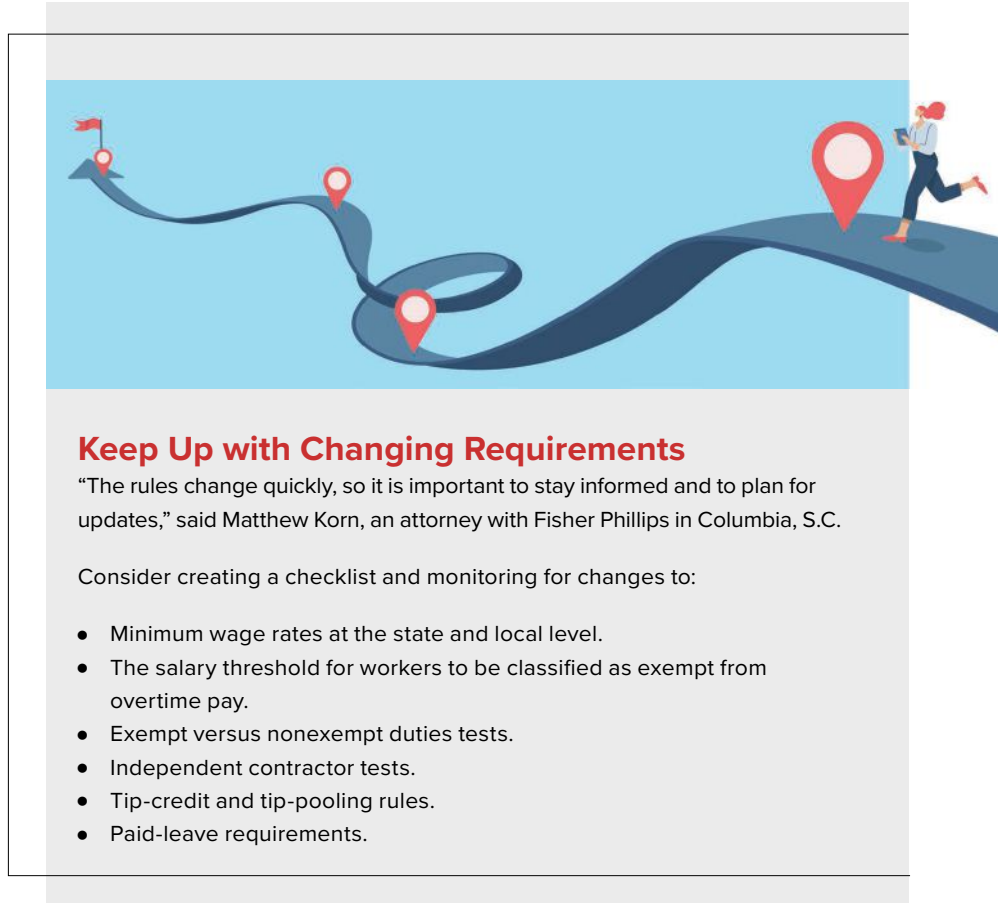 Keep Up with Changing Requirements
“The rules change quickly, so it is important to stay informed and to plan for
updates,” said Matthew Korn, an attorney with Fisher Phillips in Columbia, S.C.
Consider creating a checklist and monitoring for changes to:
● Minimum wage rates at the state and local level.
● The salary threshold for workers to be classified as exempt from
overtime pay.
● Exempt versus nonexempt duties tests.
● Independent contractor tests.
● Tip-credit and tip-pooling rules.
● Paid-leave requirements.